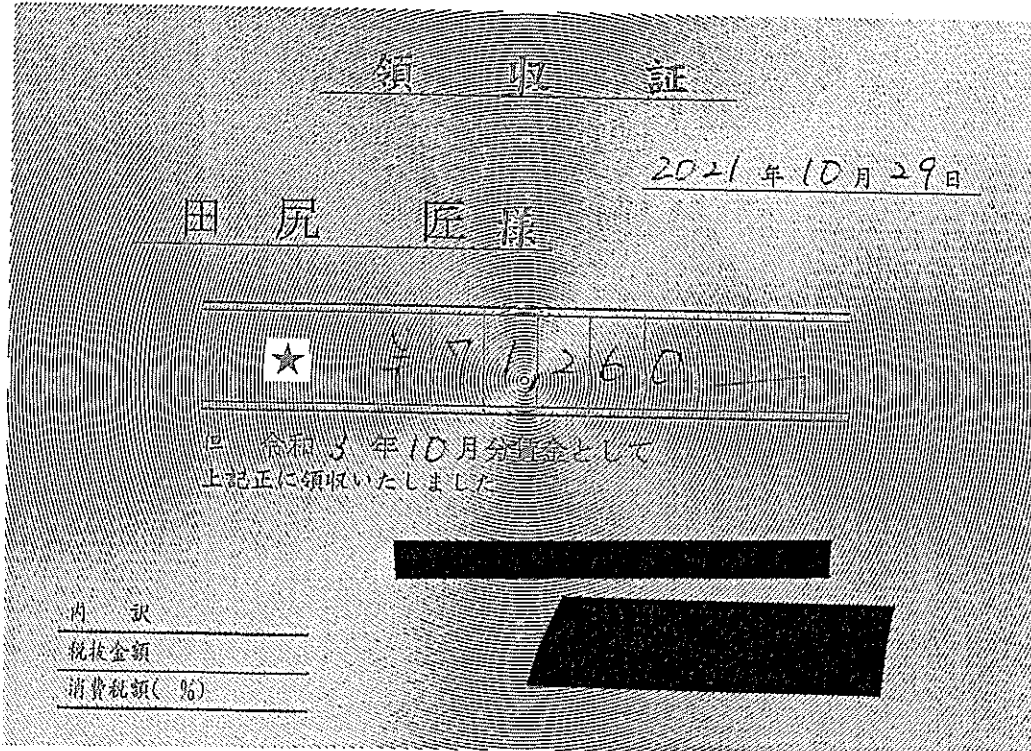 領収証
2021年10月29日
田尻 匠 様
★ ¥71,260
但 令和3年10月分賃金として
上記正に領収いたしました
内訳
税抜金額
消費税額( %)